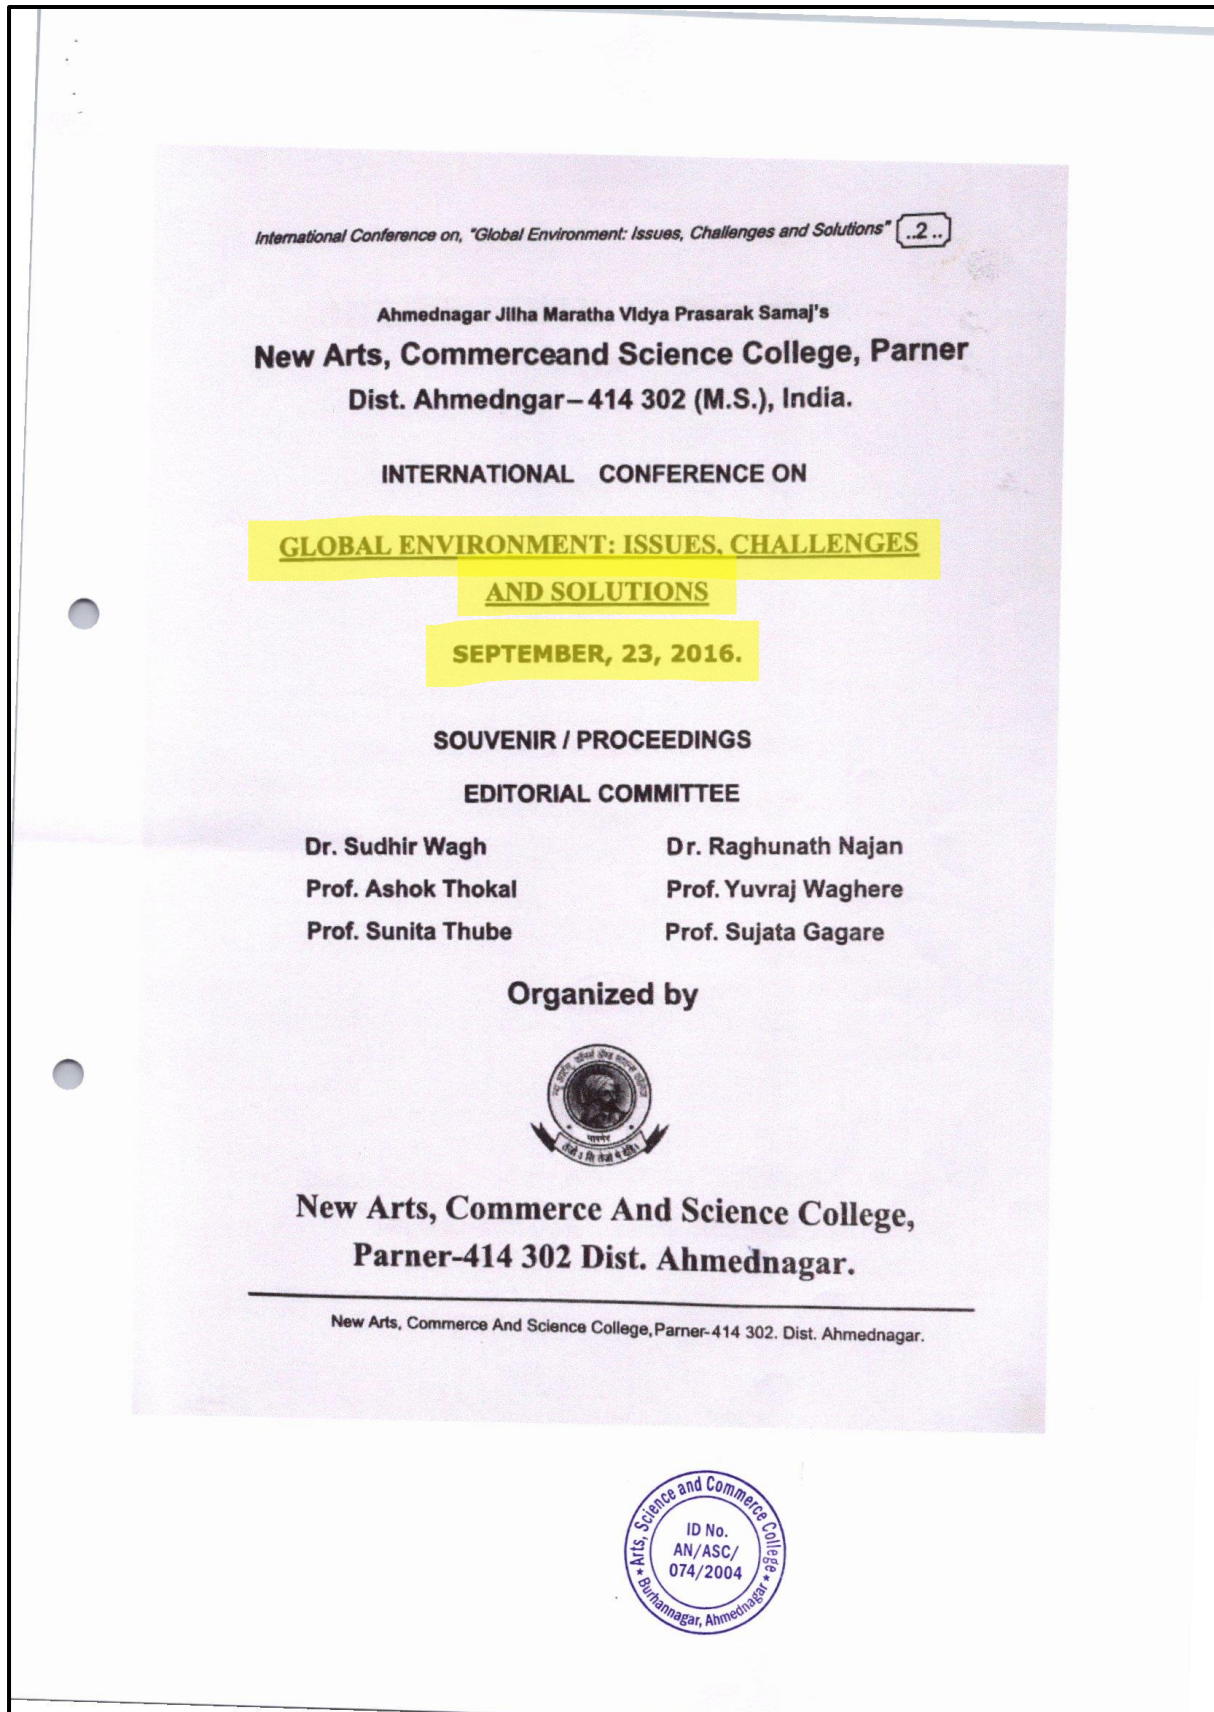 International Conference on, "Global Environment: Issues, Challenges and Solutions" ..2..
Ahmednagar Jilha Maratha Vidya Prasarak Samaj's
New Arts, Commerceand Science College, Parner
Dist. Ahmedngar–414 302 (M.S.), India.
INTERNATIONAL CONFERENCE ON
GLOBAL ENVIRONMENT: ISSUES, CHALLENGES
AND SOLUTIONS
SEPTEMBER, 23, 2016.
SOUVENIR / PROCEEDINGS
EDITORIAL COMMITTEE
Dr. Sudhir Wagh Dr. Raghunath Najan
Prof. Ashok Thokal Prof. Yuvraj Waghere
Prof. Sunita Thube Prof. Sujata Gagare
Organized by
पारनेर
New Arts, Commerce And Science College,
Parner-414 302 Dist. Ahmednagar.
New Arts, Commerce And Science College, Parner-414 302. Dist. Ahmednagar.
Arts, Science and Commerce College
ID No.
AN/ASC/
074/2004
Burhannagar, Ahmednagar